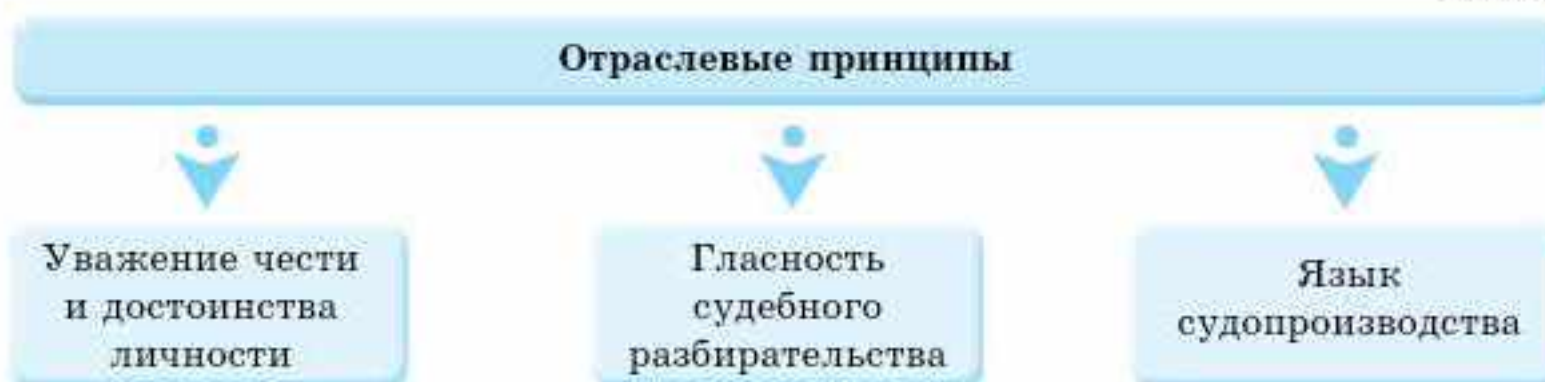 Отраслевые принципы
Уважение чести
и достоинства
личности
Гласность
судебного
разбирательства
Язык
судопроизводства